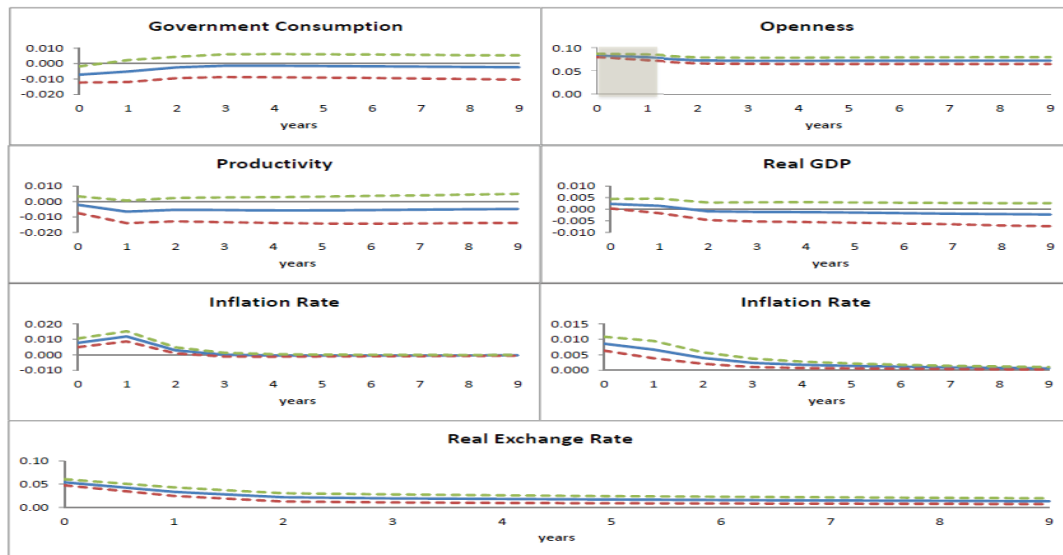 Government Consumption
0.010
0.000
-0.010
-0.020
0 1 2 3 4 5 6 7 8 9
years
Openness
0.10
0.05
0.00
0 1 2 3 4 5 6 7 8 9
years
Productivity
0.010
0.000
-0.010
-0.020
0 1 2 3 4 5 6 7 8 9
years
Real GDP
0.010
0.005
0.000
-0.005
-0.010
0 1 2 3 4 5 6 7 8 9
years
Inflation Rate
0.020
0.010
0.000
-0.010
0 1 2 3 4 5 6 7 8 9
years
Inflation Rate
0.015
0.010
0.005
0.000
0 1 2 3 4 5 6 7 8 9
years
Real Exchange Rate
0.10
0.05
0.00
0 1 2 3 4 5 6 7 8 9
years